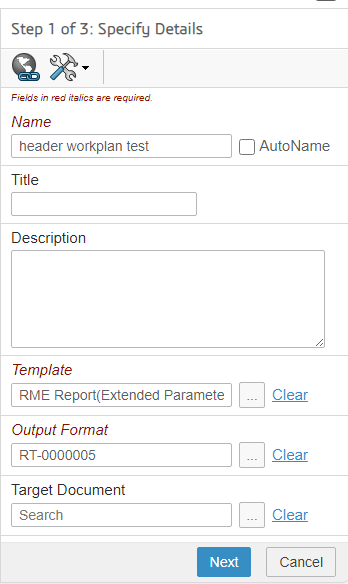 Step 1 of 3: Specify Details
Fields in red italics are required.
Name
header workplan test
AutoName
Title
Description
Template
RME Report(Extended Paramete
...
Clear
Output Format
RT-0000005
...
Clear
Target Document
Search
...
Clear
Next
Cancel